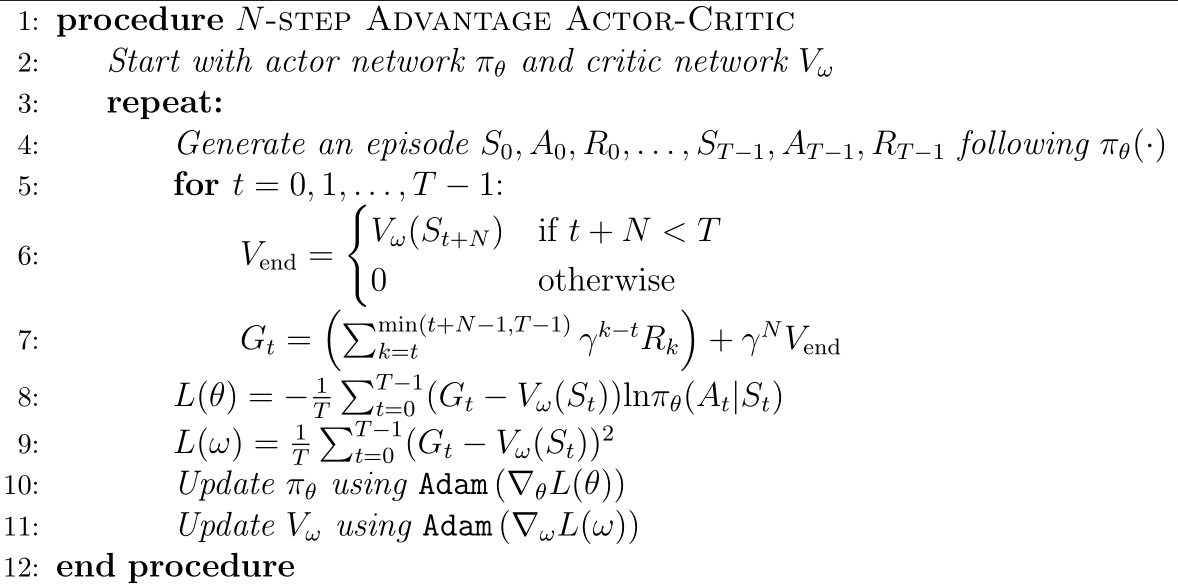 1: procedure N-STEP ADVANTAGE ACTOR-CRITIC
2: Start with actor network π_θ and critic network V_ω
3: repeat:
4: Generate an episode S_0, A_0, R_0, . . . , S_{T−1}, A_{T−1}, R_{T−1} following π_θ(·)
5: for t = 0, 1, . . . , T − 1:
6: V_end = { V_ω(S_{t+N}) if t + N < T
0 otherwise
7: G_t = (∑_{k=t}^{min(t+N−1,T−1)} γ^{k−t} R_k) + γ^N V_end
8: L(θ) = −\frac{1}{T} ∑_{t=0}^{T−1} (G_t − V_ω(S_t))lnπ_θ(A_t|S_t)
9: L(ω) = \frac{1}{T} ∑_{t=0}^{T−1} (G_t − V_ω(S_t))^2
10: Update π_θ using Adam (∇_θ L(θ))
11: Update V_ω using Adam (∇_ω L(ω))
12: end procedure